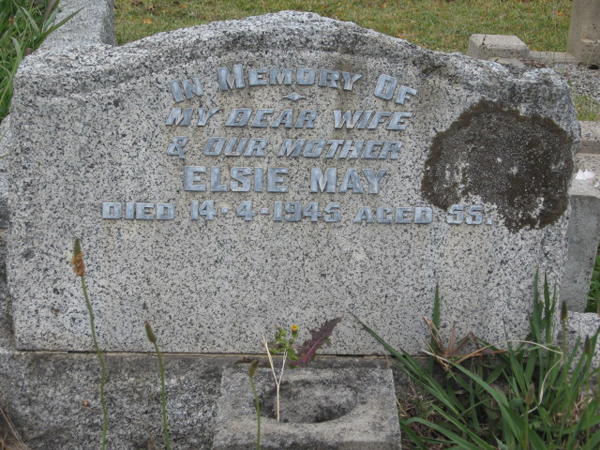 In Memory Of
My Dear Wife
& Our Mother
Elsie May
Died 14·4·1945 Aged 55.